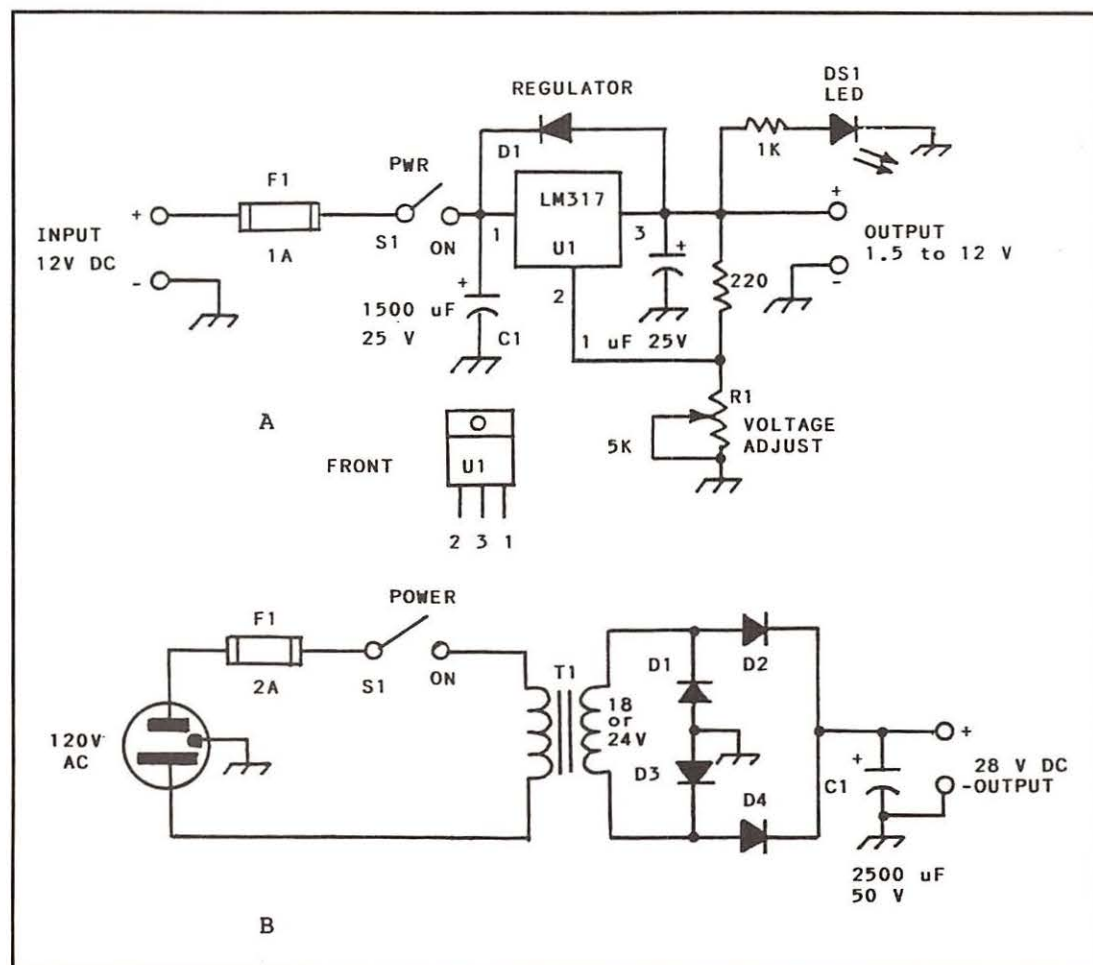 DS1
LED
REGULATOR
D1
1K
PWR
F1
LM317
+
+
INPUT
12V DC
1A
S1
ON
1
U1
3
+
OUTPUT
1.5 to 12 V
-
+
2
220
-
1500 uF
25 V
C1
1 uF 25V
R1
VOLTAGE
ADJUST
5K
A
FRONT
U1
2 3 1
POWER
F1
2A
S1
ON
T1
D1
D2
18
or
24V
120V
AC
D3
D4
+
C1
+
28 V DC
-OUTPUT
2500 uF
50 V
B